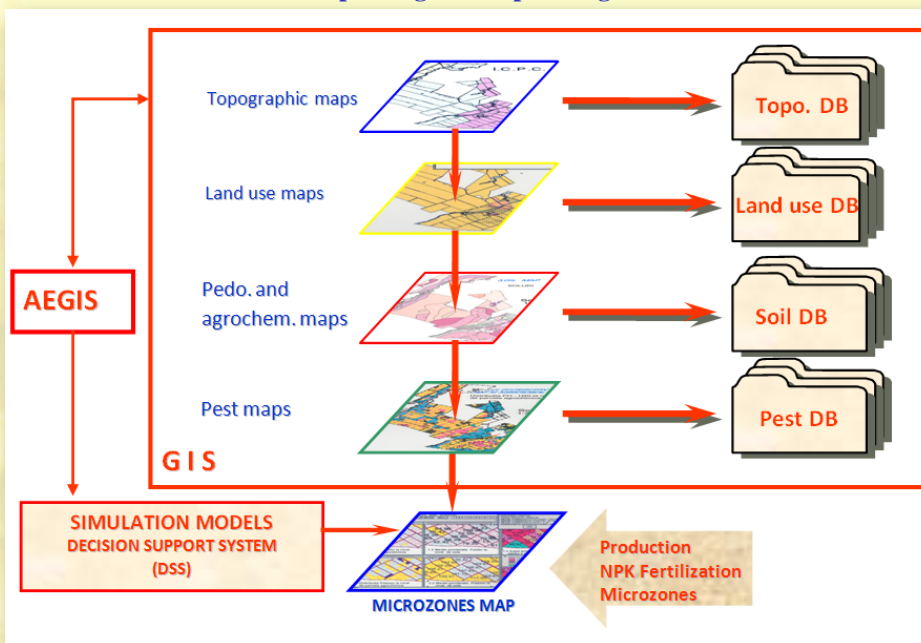 I.C.P.C.
Topographic maps
Topo. DB
Land use maps
Land use DB
AEGIS
Pedo. and
agrochem. maps
Soil DB
Pest maps
Pest DB
G I S
SIMULATION MODELS
DECISION SUPPORT SYSTEM
(DSS)
Production
NPK Fertilization
Microzones
MICROZONES MAP